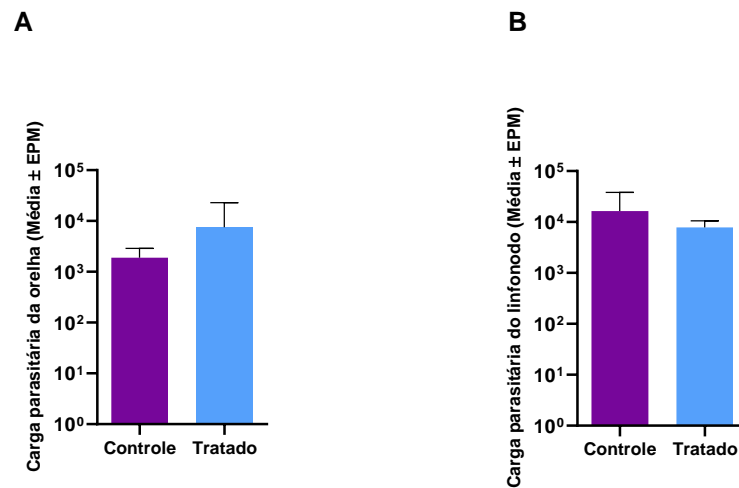 A
B
Carga parasitária da orelha (Média ± EPM)
10⁵
10⁴
10³
10²
10¹
10⁰
Controle Tratado
Carga parasitária do linfonodo (Média ± EPM)
10⁵
10⁴
10³
10²
10¹
10⁰
Controle Tratado